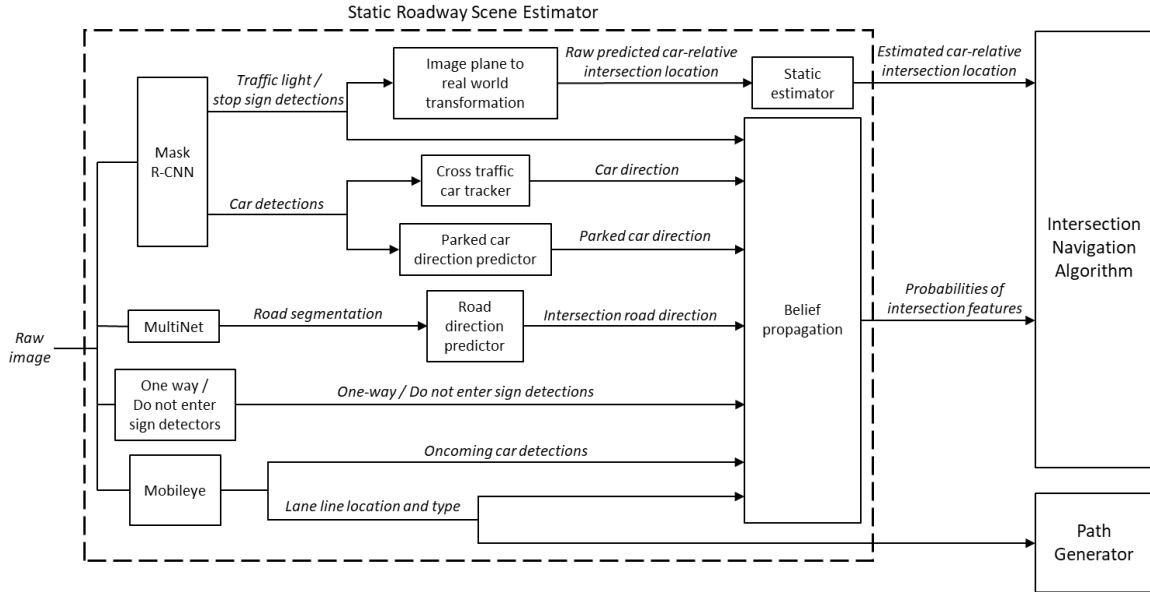 Static Roadway Scene Estimator
Traffic light /
stop sign detections
Image plane to
real world
transformation
Raw predicted car-relative
intersection location
Static
estimator
Estimated car-relative
intersection location
Mask
R-CNN
Car detections
Cross traffic
car tracker
Car direction
Parked car
direction predictor
Parked car direction
Intersection
Navigation
Algorithm
Raw
image
MultiNet
Road segmentation
Road
direction
predictor
Intersection road direction
Belief
propagation
Probabilities of
intersection features
One way /
Do not enter
sign detectors
One-way / Do not enter sign detections
Mobileye
Oncoming car detections
Lane line location and type
Path
Generator